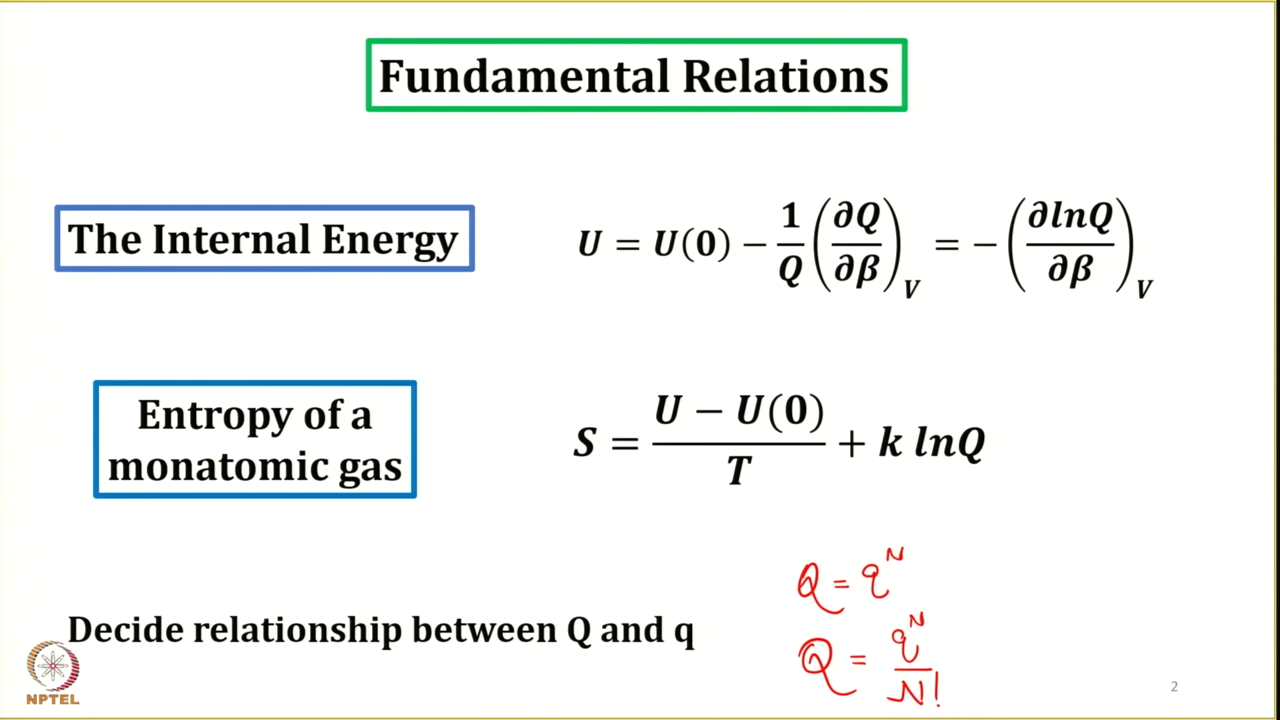 Fundamental Relations
The Internal Energy
U = U(0) − 1/Q (∂Q/∂β)_V = − (∂lnQ/∂β)_V
Entropy of a
monatomic gas
S = U − U(0)/T + k lnQ
Decide relationship between Q and q
Q = q^N
Q = q^N/N!
NPTEL
2